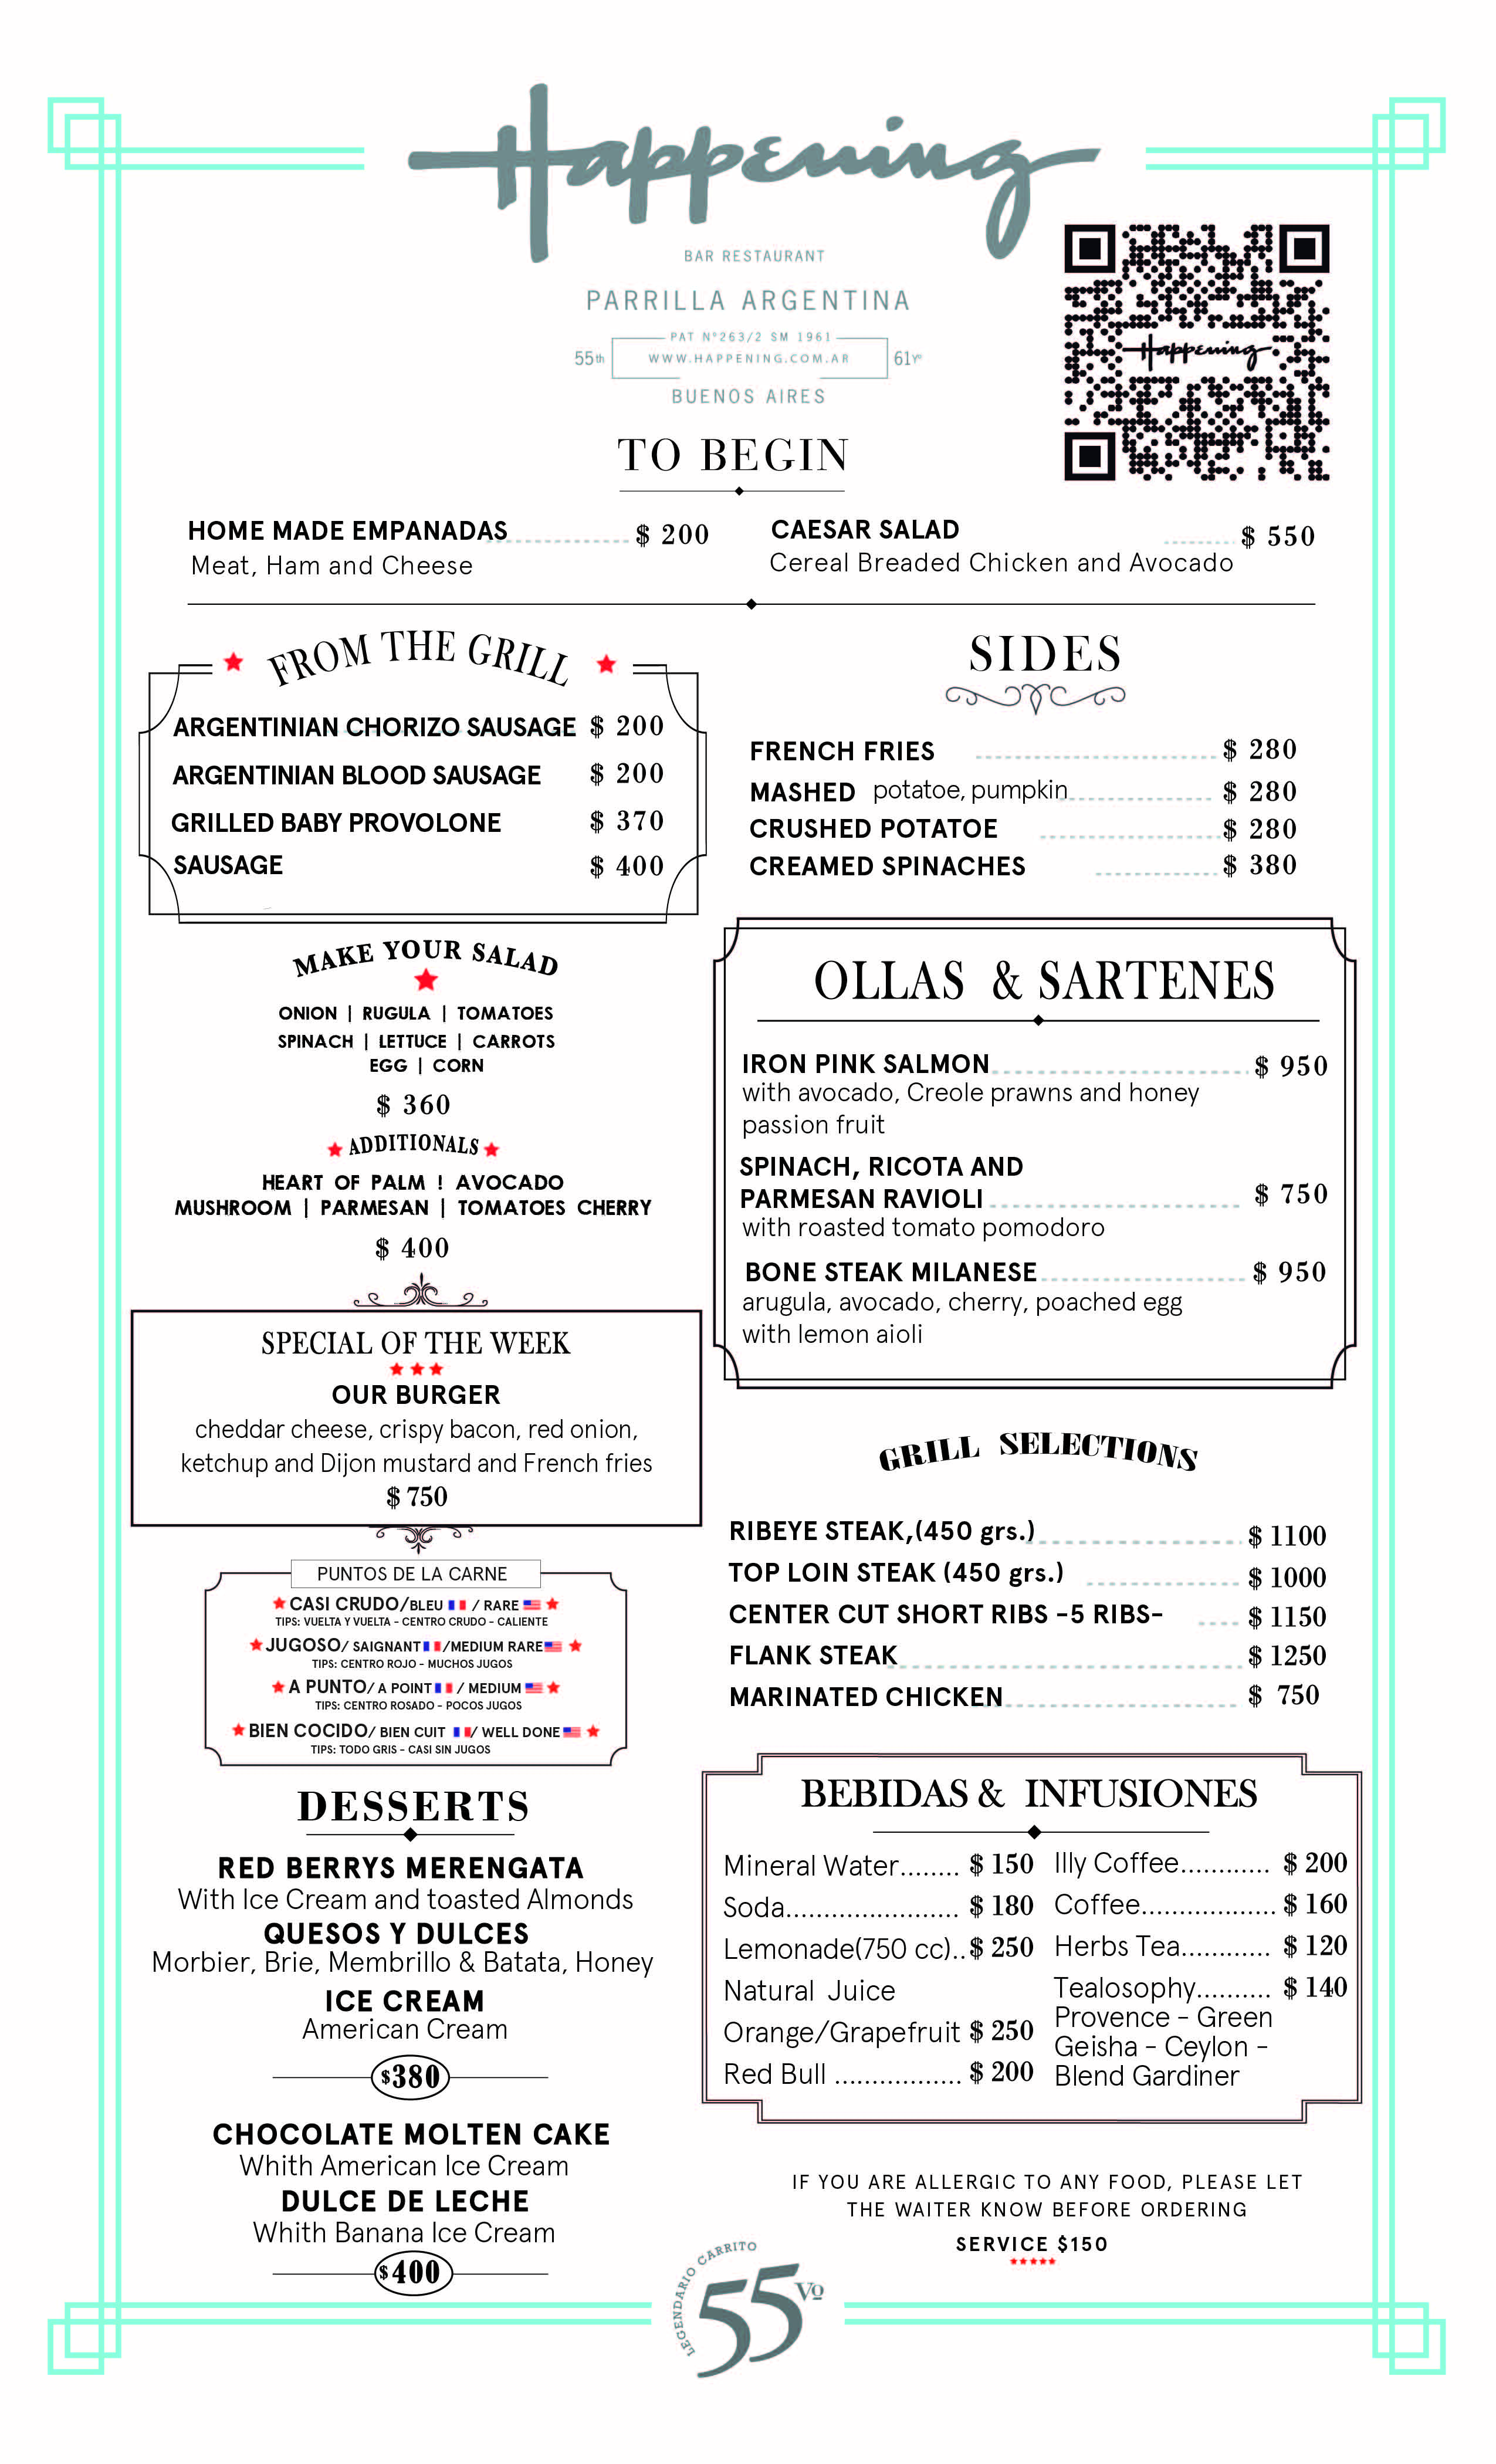 Happening
BAR RESTAURANT
PARRILLA ARGENTINA
PAT Nº263/2 SM 1961
55th WWW.HAPPENING.COM.AR 61yº
BUENOS AIRES
Happening
TO BEGIN
HOME MADE EMPANADAS $ 200
Meat, Ham and Cheese
CAESAR SALAD $ 550
Cereal Breaded Chicken and Avocado
FROM THE GRILL
ARGENTINIAN CHORIZO SAUSAGE $ 200
ARGENTINIAN BLOOD SAUSAGE $ 200
GRILLED BABY PROVOLONE $ 370
SAUSAGE $ 400
SIDES
FRENCH FRIES $ 280
MASHED potatoe, pumpkin $ 280
CRUSHED POTATOE $ 280
CREAMED SPINACHES $ 380
MAKE YOUR SALAD
ONION | RUGULA | TOMATOES
SPINACH | LETTUCE | CARROTS
EGG | CORN
$ 360
ADDITIONALS
HEART OF PALM ! AVOCADO
MUSHROOM | PARMESAN | TOMATOES CHERRY
$ 400
OLLAS & SARTENES
IRON PINK SALMON $ 950
with avocado, Creole prawns and honey
passion fruit
SPINACH, RICOTA AND
PARMESAN RAVIOLI $ 750
with roasted tomato pomodoro
BONE STEAK MILANESE $ 950
arugula, avocado, cherry, poached egg
with lemon aioli
SPECIAL OF THE WEEK
OUR BURGER
cheddar cheese, crispy bacon, red onion,
ketchup and Dijon mustard and French fries
$ 750
GRILL SELECTIONS
RIBEYE STEAK,(450 grs.) $ 1100
TOP LOIN STEAK (450 grs.) $ 1000
CENTER CUT SHORT RIBS -5 RIBS- $ 1150
FLANK STEAK $ 1250
MARINATED CHICKEN $ 750
PUNTOS DE LA CARNE
CASI CRUDO/BLEU / RARE
TIPS: VUELTA Y VUELTA - CENTRO CRUDO - CALIENTE
JUGOSO/ SAIGNANT /MEDIUM RARE
TIPS: CENTRO ROJO - MUCHOS JUGOS
A PUNTO/ A POINT / MEDIUM
TIPS: CENTRO ROSADO - POCOS JUGOS
BIEN COCIDO/ BIEN CUIT / WELL DONE
TIPS: TODO GRIS - CASI SIN JUGOS
DESSERTS
RED BERRYS MERENGATA
With Ice Cream and toasted Almonds
QUESOS Y DULCES
Morbier, Brie, Membrillo & Batata, Honey
ICE CREAM
American Cream
$380
CHOCOLATE MOLTEN CAKE
Whith American Ice Cream
DULCE DE LECHE
Whith Banana Ice Cream
$400
BEBIDAS & INFUSIONES
Mineral Water........ $ 150
Soda....................... $ 180
Lemonade(750 cc)..$ 250
Natural Juice
Orange/Grapefruit $ 250
Red Bull ................. $ 200
Illy Coffee............ $ 200
Coffee.................. $ 160
Herbs Tea............ $ 120
Tealosophy.......... $ 140
Provence - Green
Geisha - Ceylon -
Blend Gardiner
IF YOU ARE ALLERGIC TO ANY FOOD, PLEASE LET
THE WAITER KNOW BEFORE ORDERING
SERVICE $150
LEGENDARIO CARRITO
55Vº